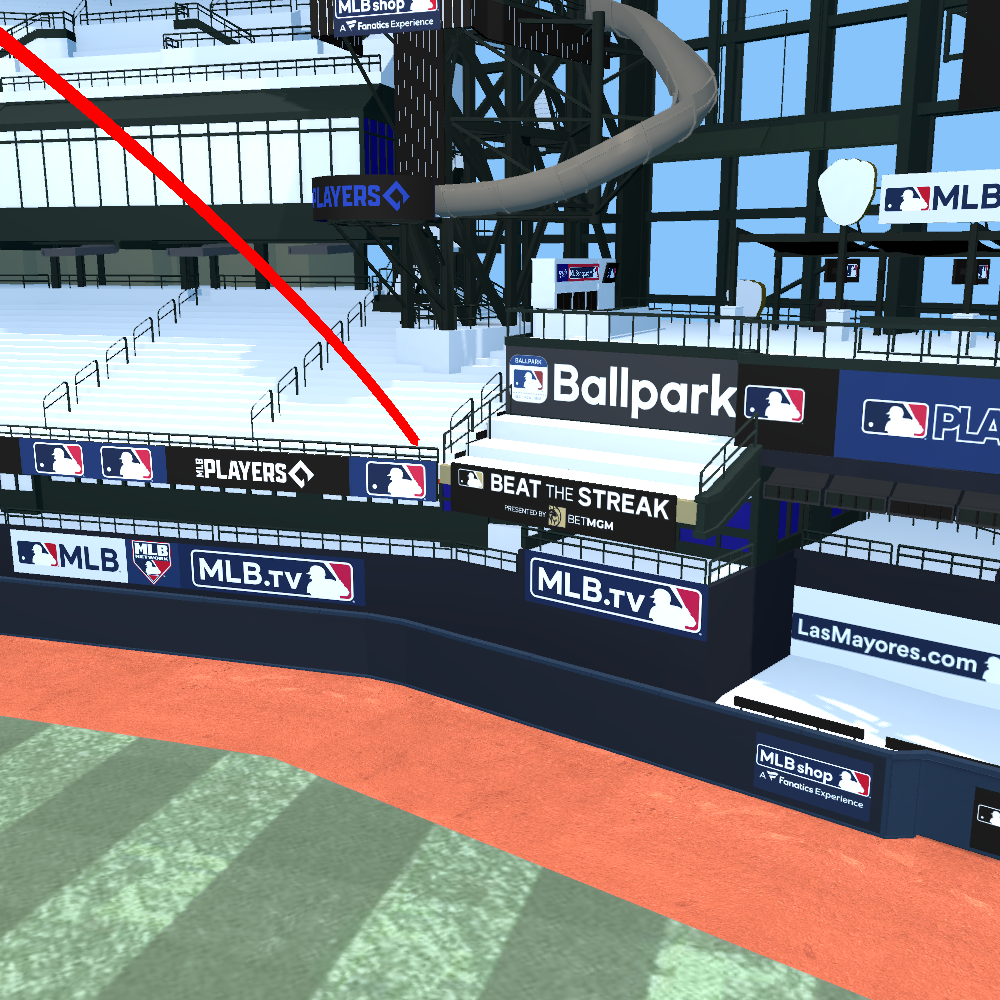 MLB shop
A Fanatics Experience
PLAYERS
MLB
BALLPARK
Ballpark
MLB PLAYERS
BEAT THE STREAK
PRESENTED BY BETMGM
PLA
MLB
MLB NETWORK
MLB.TV
MLB.TV
LasMayores.com
MLB shop
A Fanatics Experience